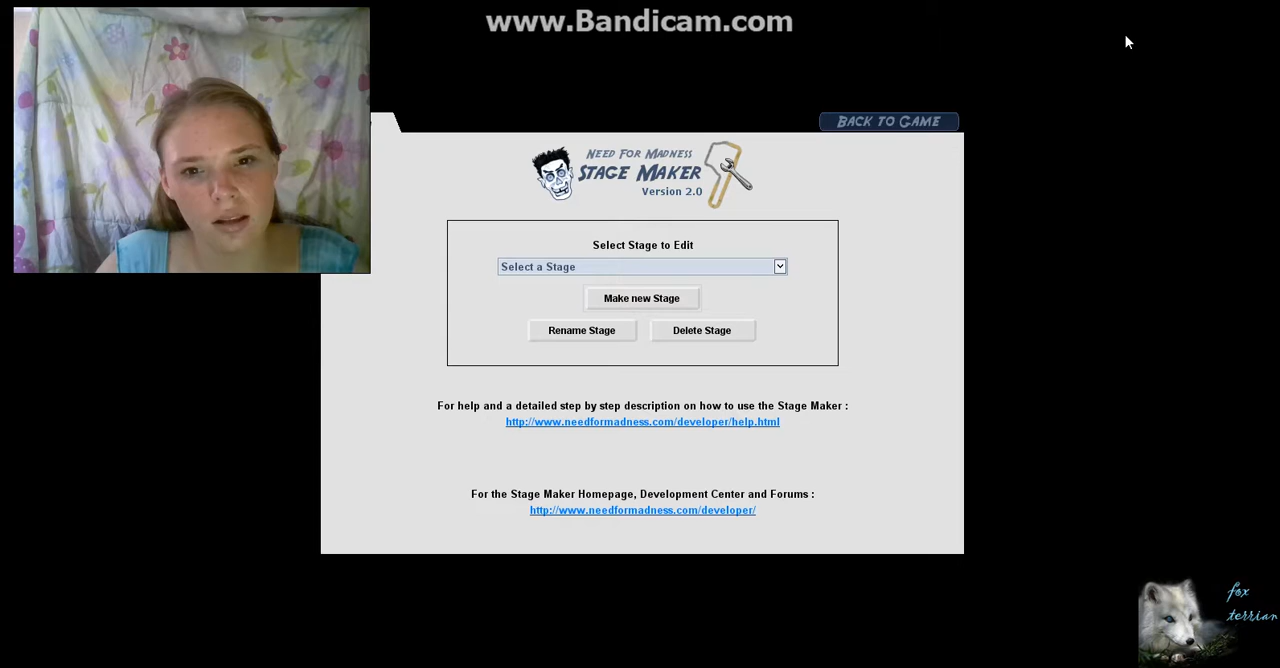 www.Bandicam.com
BACK TO GAME
NEED FOR MADNESS
STAGE MAKER
Version 2.0
Select Stage to Edit
Select a Stage
Make new Stage
Rename Stage
Delete Stage
For help and a detailed step by step description on how to use the Stage Maker :
http://www.needformadness.com/developer/help.html
For the Stage Maker Homepage, Development Center and Forums :
http://www.needformadness.com/developer/
fox
terrian